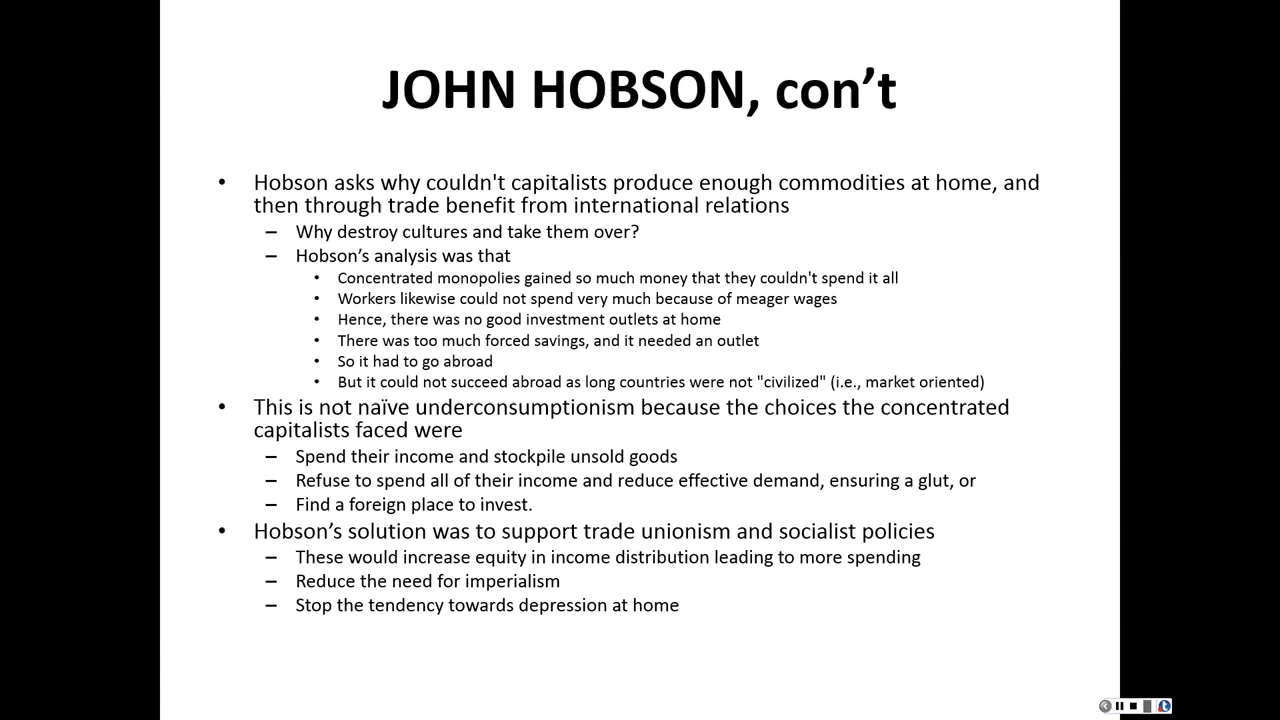 JOHN HOBSON, con’t
• Hobson asks why couldn't capitalists produce enough commodities at home, and
then through trade benefit from international relations
– Why destroy cultures and take them over?
– Hobson’s analysis was that
• Concentrated monopolies gained so much money that they couldn't spend it all
• Workers likewise could not spend very much because of meager wages
• Hence, there was no good investment outlets at home
• There was too much forced savings, and it needed an outlet
• So it had to go abroad
• But it could not succeed abroad as long countries were not "civilized" (i.e., market oriented)
• This is not naïve underconsumptionism because the choices the concentrated
capitalists faced were
– Spend their income and stockpile unsold goods
– Refuse to spend all of their income and reduce effective demand, ensuring a glut, or
– Find a foreign place to invest.
• Hobson’s solution was to support trade unionism and socialist policies
– These would increase equity in income distribution leading to more spending
– Reduce the need for imperialism
– Stop the tendency towards depression at home